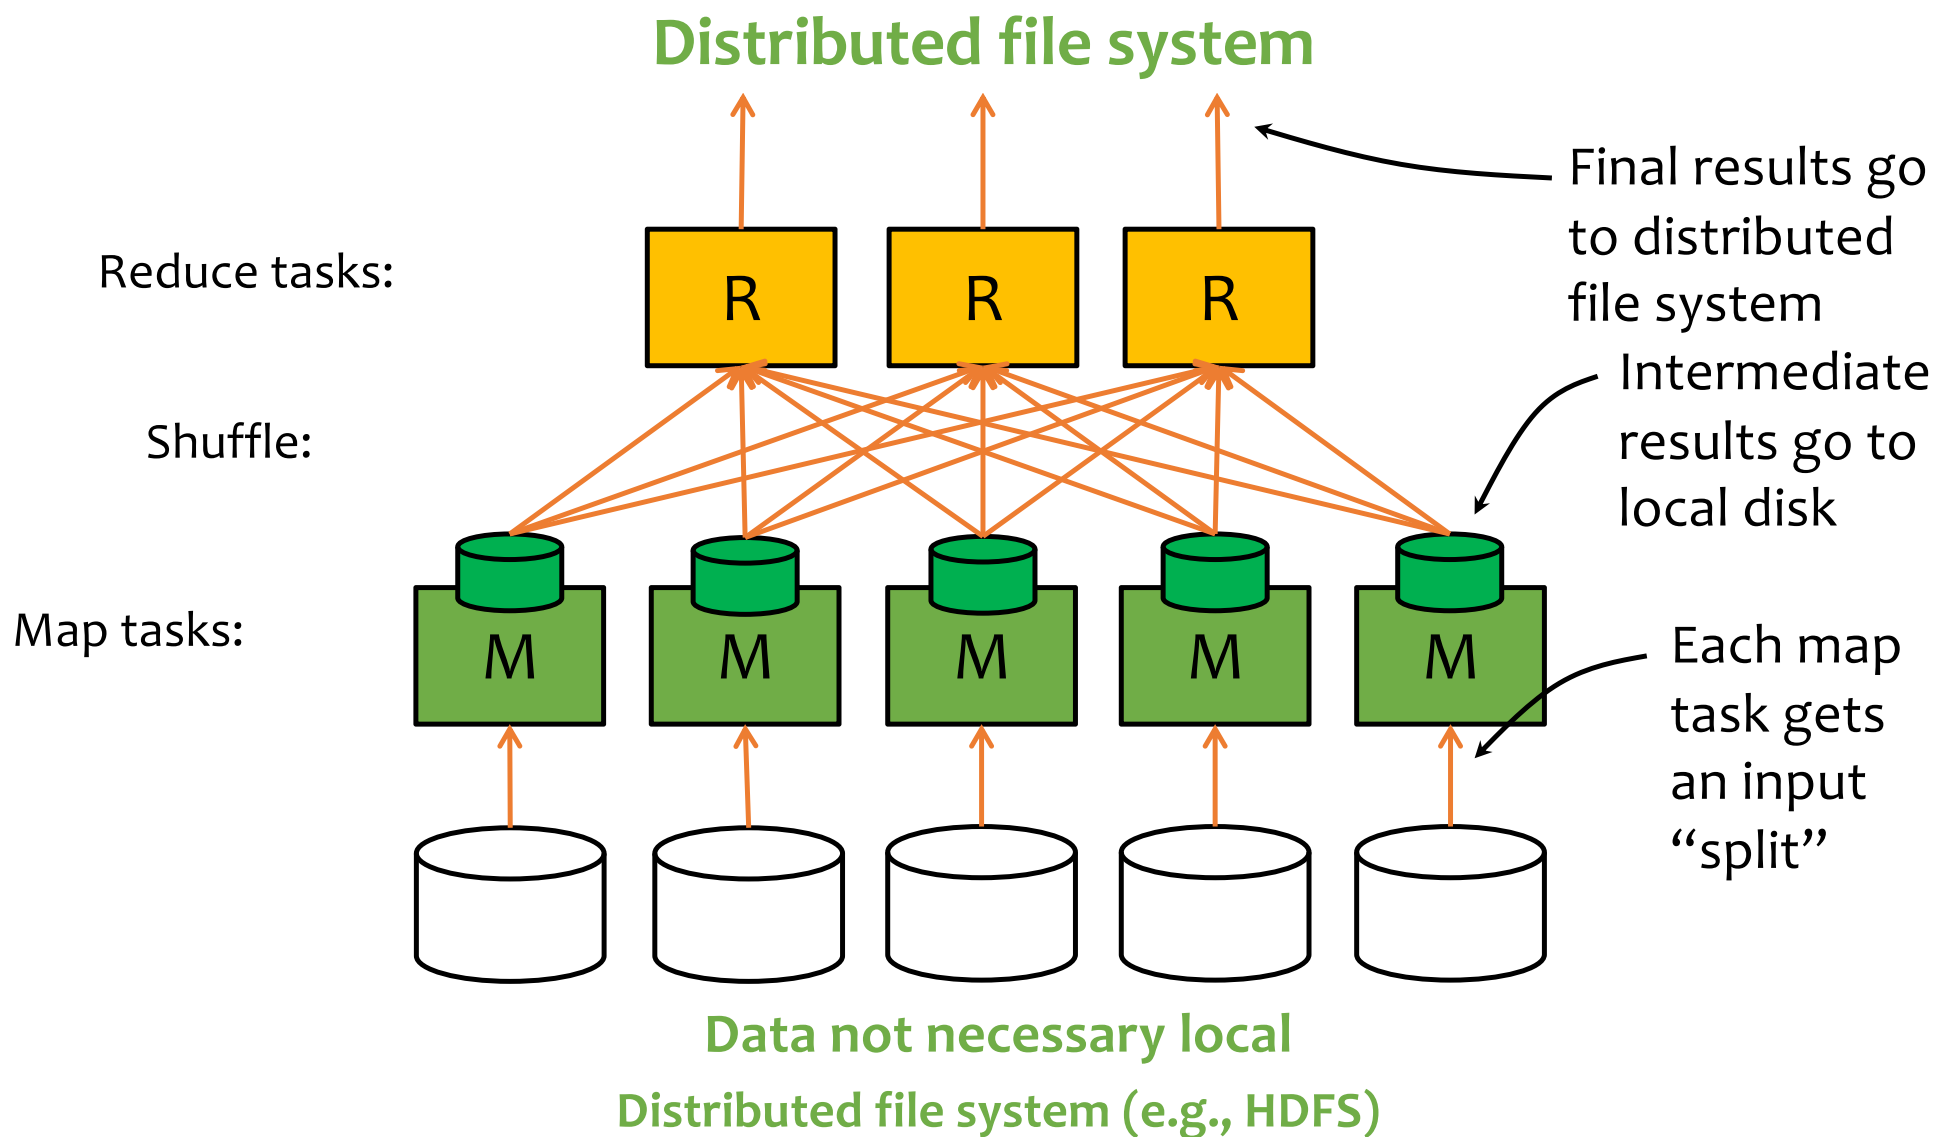 Distributed file system
Final results go
to distributed
file system
Reduce tasks:
R R R
Intermediate
results go to
local disk
Shuffle:
Map tasks:
M M M M M
Each map
task gets
an input
“split”
Data not necessary local
Distributed file system (e.g., HDFS)